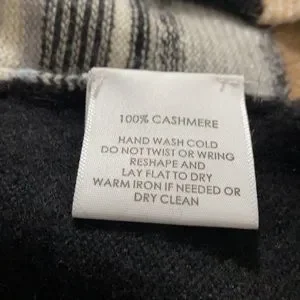 100% CASHMERE
HAND WASH COLD
DO NOT TWIST OR WRING
RESHAPE AND
LAY FLAT TO DRY
WARM IRON IF NEEDED OR
DRY CLEAN